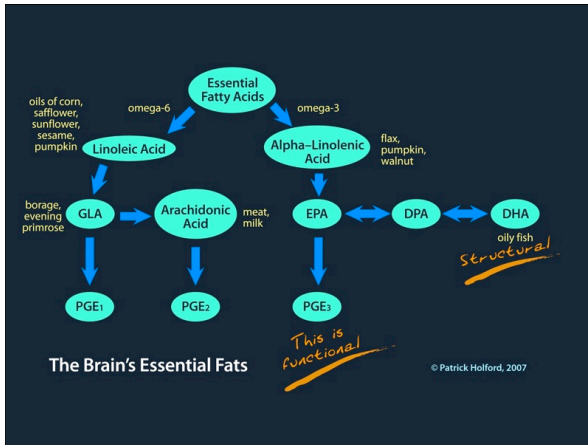 Essential
Fatty Acids
oils of corn,
safflower,
sunflower,
sesame,
pumpkin
omega-6
omega-3
Linoleic Acid
Alpha–Linolenic
Acid
flax,
pumpkin,
walnut
borage,
evening
primrose
GLA
Arachidonic
Acid
meat,
milk
EPA
DPA
DHA
oily fish
Structural
PGE1
PGE2
PGE3
This is
functional
The Brain's Essential Fats
© Patrick Holford, 2007